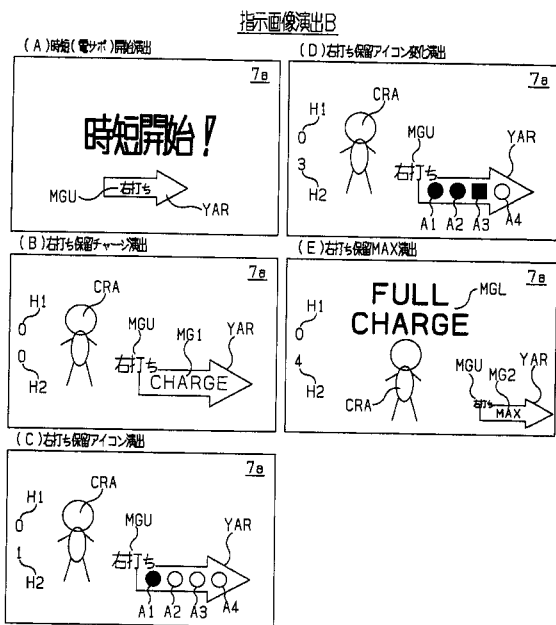 指示画像演出B
(A)時短(電サポ)開始演出
7a
時短開始!
MGU
右打ち
YAR
(B)右打ち保留チャージ演出
7a
CRA
H1
0
0
H2
MGU
右打ち
MG1
CHARGE
YAR
(C)右打ち保留アイコン演出
7a
CRA
H1
0
1
H2
MGU
右打ち
YAR
A1 A2 A3 A4
(D)右打ち保留アイコン変化演出
7a
CRA
H1
0
3
H2
MGU
右打ち
YAR
A1 A2 A3 A4
(E)右打ち保留MAX演出
7a
FULL
CHARGE
MGL
H1
0
4
H2
CRA
MGU
右打ち
MG2
MAX
YAR